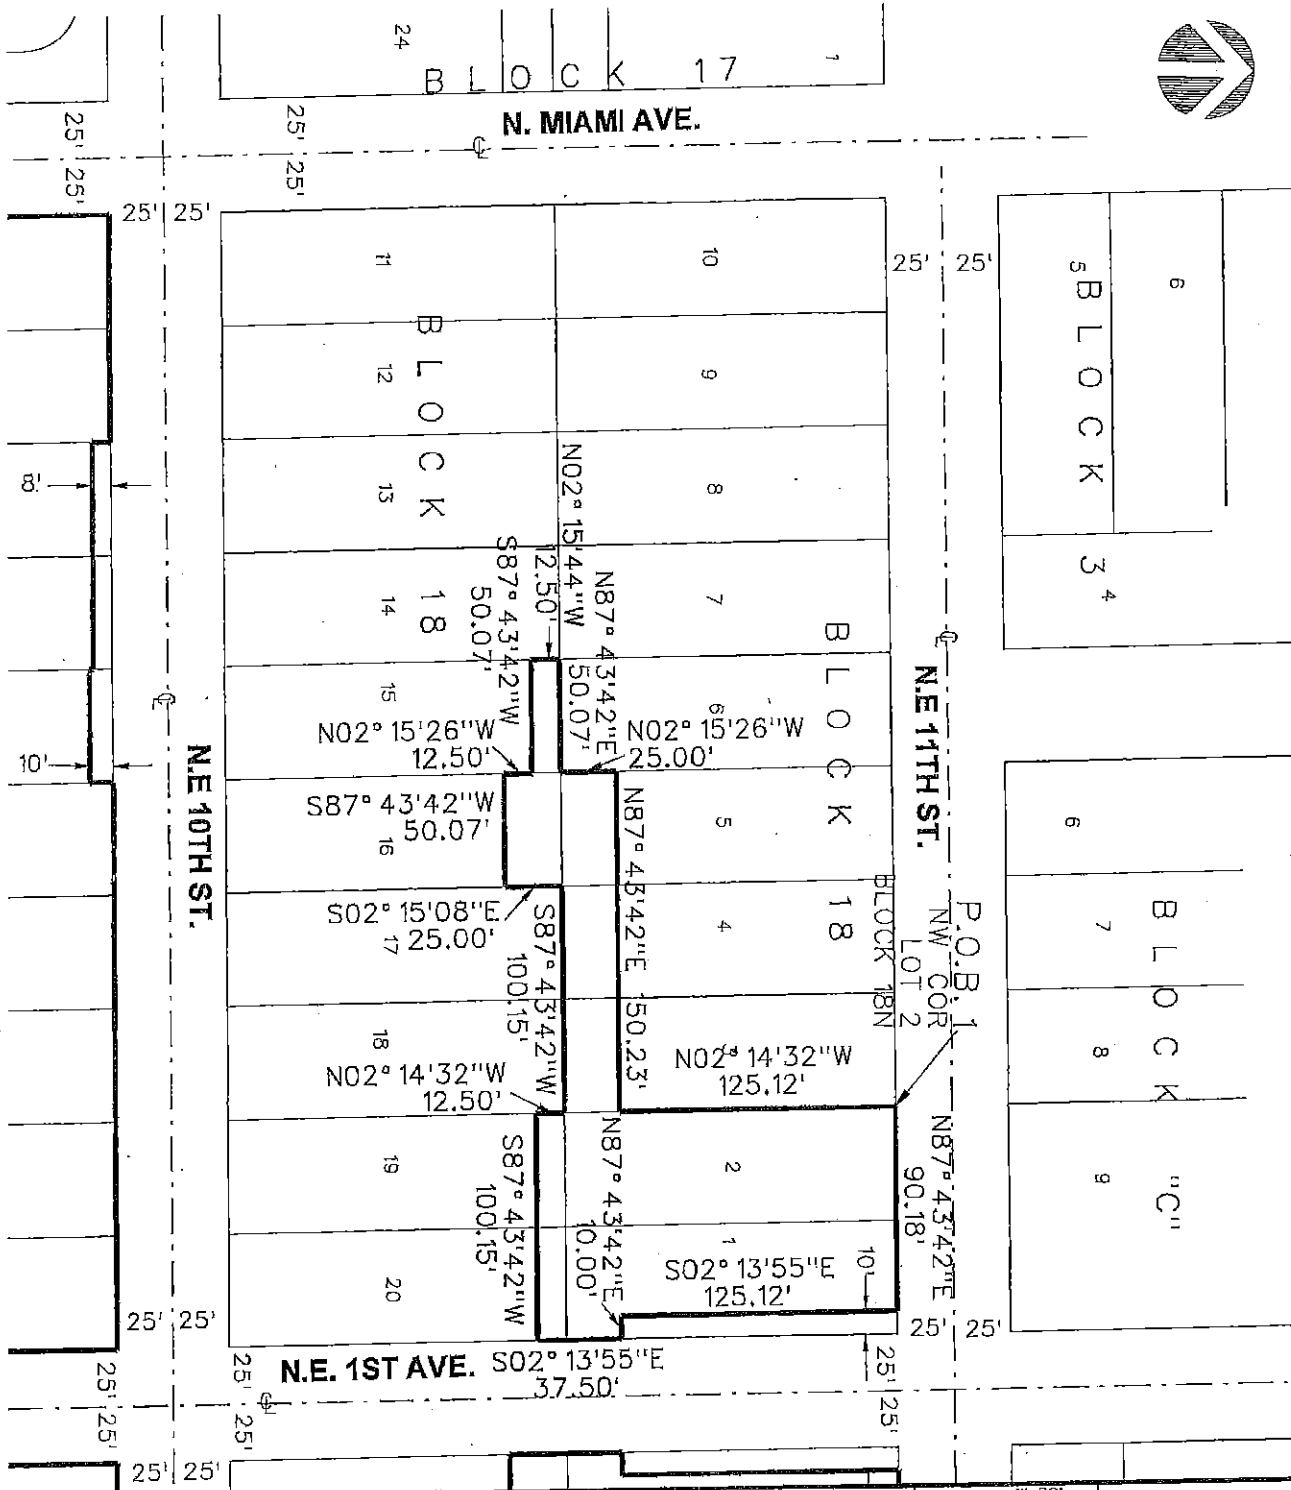 24
BLOCK 17
1
25'
25'
25'
25'
N. MIAMI AVE.
℄
25' 25'
25' 25'
11
10
12
9
13
8
14
7
15
6
16
5
17
4
18
3
19
2
20
1
BLOCK 18
BLOCK 18
5
6
BLOCK 3
4
8'
10'
N02°15'44"W
12.50'
S87°43'42"W
50.07'
N87°43'42"E
50.07'
N02°15'26"W
12.50'
N02°15'26"W
25.00'
S87°43'42"W
50.07'
S02°15'08"E
25.00'
N87°43'42"E 150.23'
S87°43'42"W
100.15'
N02°14'32"W
12.50'
N02°14'32"W
125.12'
N.E 10TH ST.
℄
N.E 11TH ST.
℄
P.O.B. 1
NW COR
LOT 2
BLOCK 18N
N87°43'42"E
90.18'
S87°43'42"W
100.15'
N87°43'42"E
10.00'
S02°13'55"E
125.12'
10'
6
7
8
9
BLOCK "C"
25' 25'
25' 25'
N.E. 1ST AVE.
℄
S02°13'55"E
37.50'
25'
25'
25'
25'
25'
25'
25' 25'